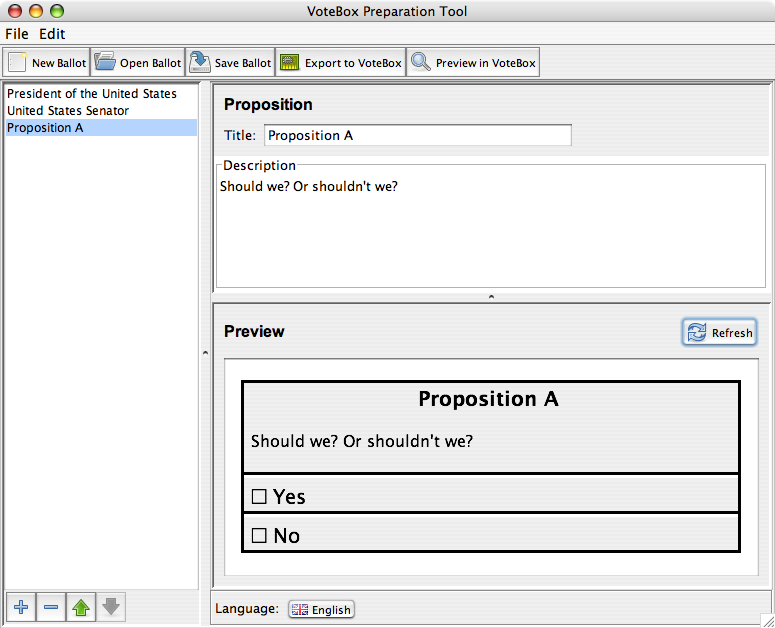 VoteBox Preparation Tool
File Edit
New Ballot Open Ballot Save Ballot Export to VoteBox Preview in VoteBox
President of the United States
United States Senator
Proposition A
Proposition
Title: Proposition A
Description
Should we? Or shouldn't we?
Preview
Refresh
Proposition A
Should we? Or shouldn't we?
Yes
No
Language: English